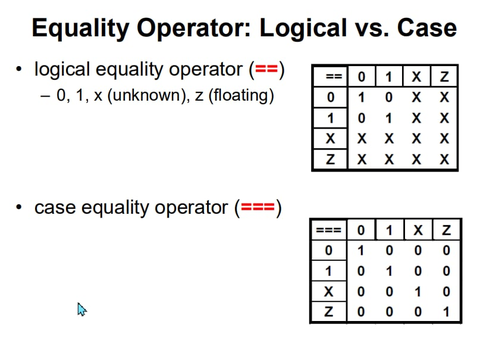 Equality Operator: Logical vs. Case
• logical equality operator (==)
– 0, 1, x (unknown), z (floating)
== 0 1 X Z
0 1 0 X X
1 0 1 X X
X X X X X
Z X X X X
• case equality operator (===)
=== 0 1 X Z
0 1 0 0 0
1 0 1 0 0
X 0 0 1 0
Z 0 0 0 1